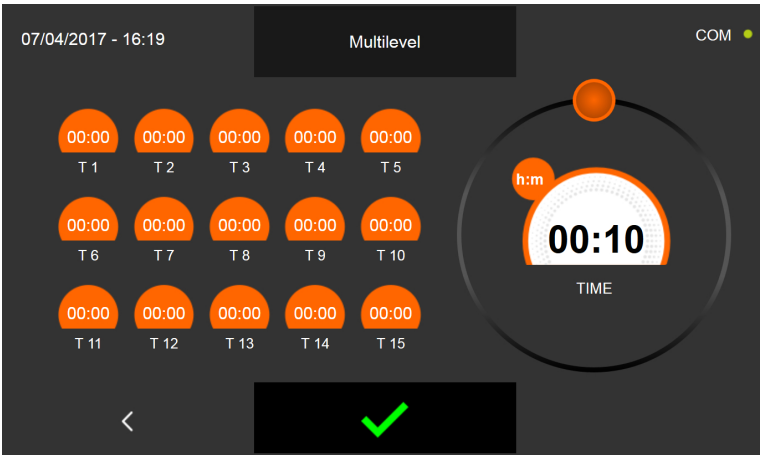 07/04/2017 - 16:19
Multilevel
COM
00:00 00:00 00:00 00:00 00:00
T 1 T 2 T 3 T 4 T 5
00:00 00:00 00:00 00:00 00:00
T 6 T 7 T 8 T 9 T 10
00:00 00:00 00:00 00:00 00:00
T 11 T 12 T 13 T 14 T 15
h:m
00:10
TIME